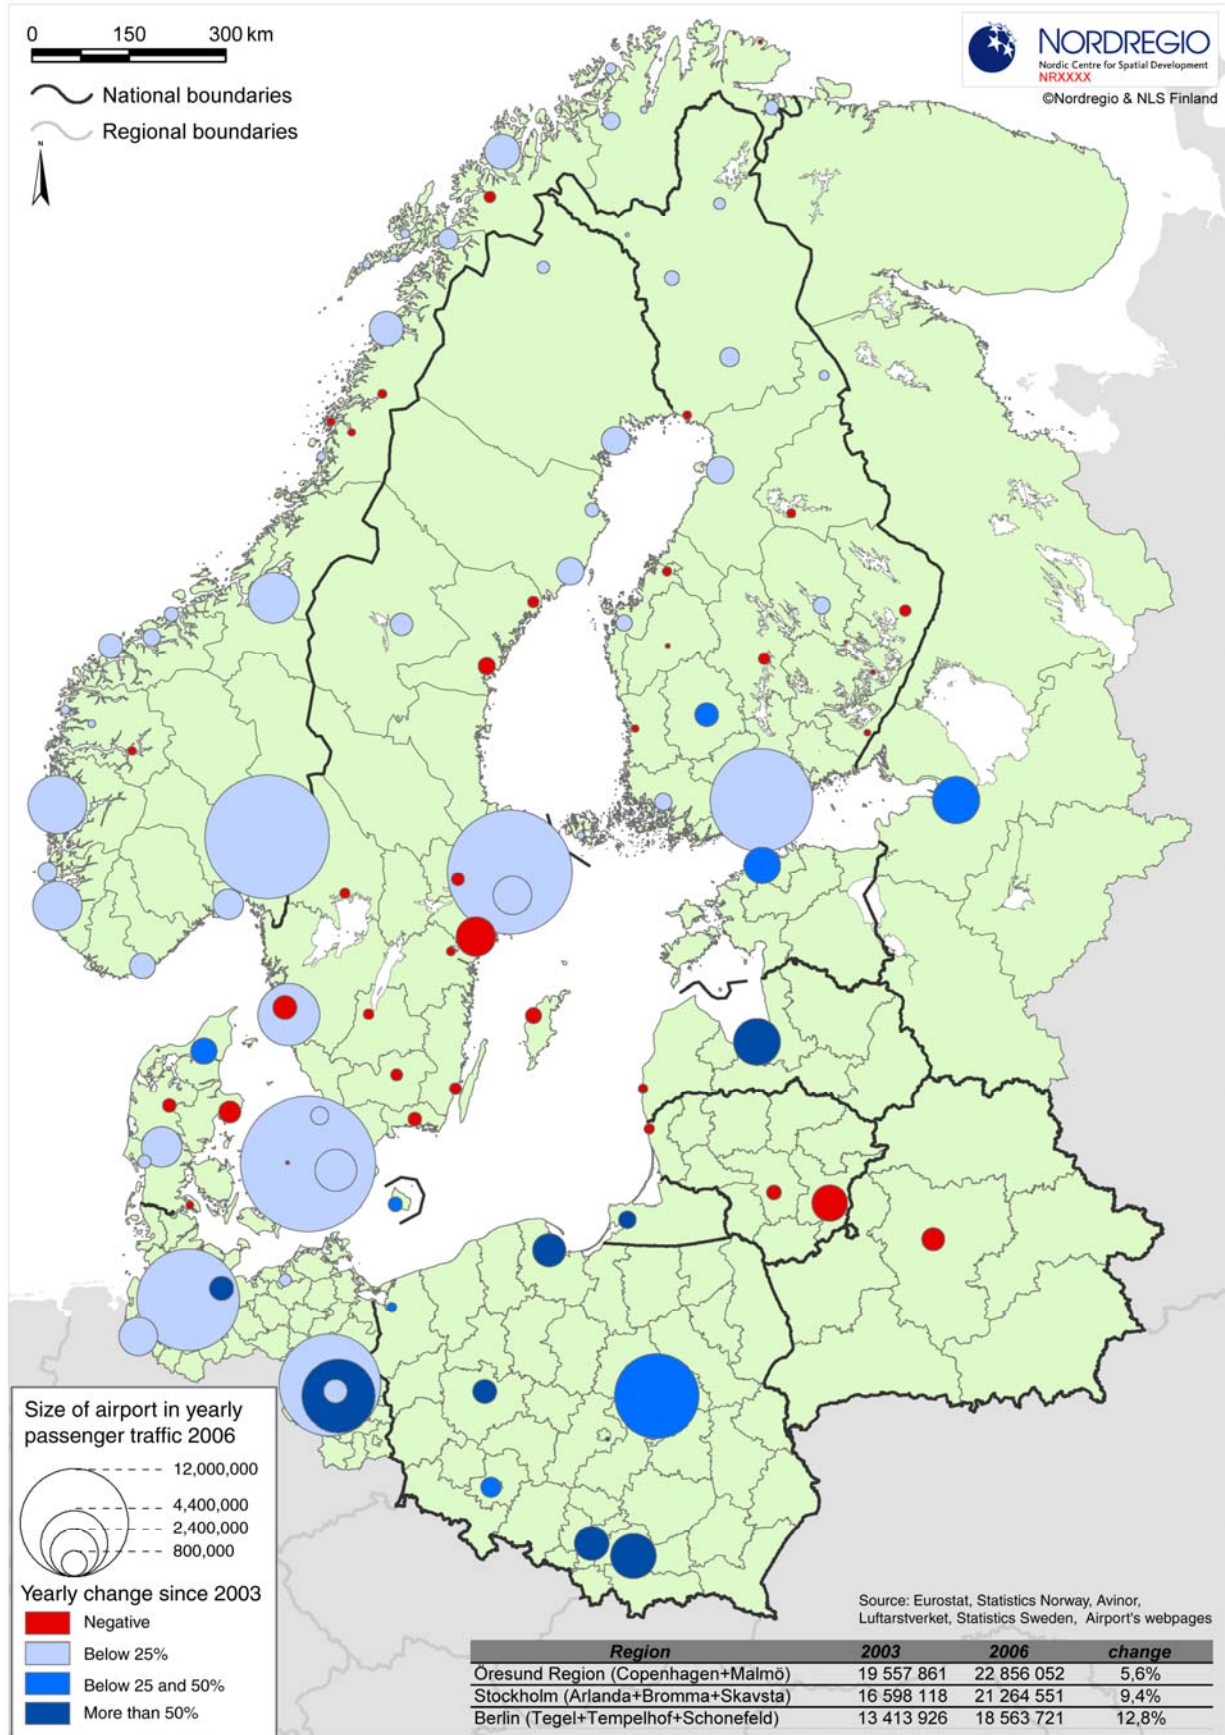 0 150 300 km
National boundaries
Regional boundaries
N
NORDREGIO
Nordic Centre for Spatial Development
NRXXXX
©Nordregio & NLS Finland
Size of airport in yearly
passenger traffic 2006
12,000,000
4,400,000
2,400,000
800,000
Yearly change since 2003
Negative
Below 25%
Below 25 and 50%
More than 50%
Source: Eurostat, Statistics Norway, Avinor,
Luftarstverket, Statistics Sweden, Airport's webpages
Region 2003 2006 change
Öresund Region (Copenhagen+Malmö) 19 557 861 22 856 052 5,6%
Stockholm (Arlanda+Bromma+Skavsta) 16 598 118 21 264 551 9,4%
Berlin (Tegel+Tempelhof+Schonefeld) 13 413 926 18 563 721 12,8%